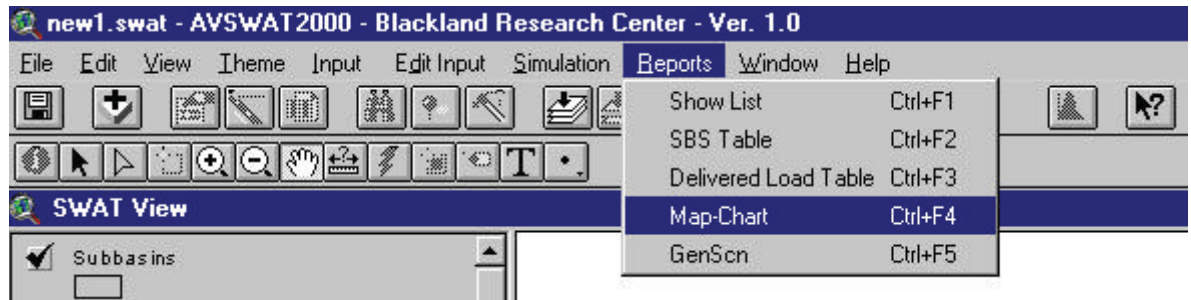 new1.swat - AVSWAT2000 - Blackland Research Center - Ver. 1.0
File Edit View Theme Input Edit Input Simulation Reports Window Help
Show List Ctrl+F1
SBS Table Ctrl+F2
Delivered Load Table Ctrl+F3
Map-Chart Ctrl+F4
GenScn Ctrl+F5
T
SWAT View
Subbasins